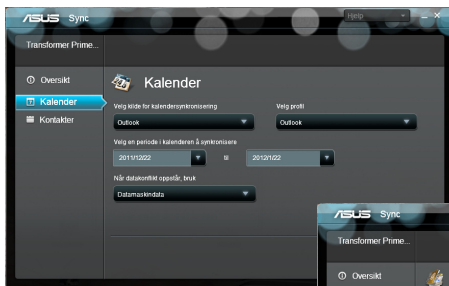 ASUS Sync
Hjelp
Transformer Prime...
Oversikt
Kalender
Kontakter
Kalender
Velg kilde for kalendersynkronisering
Velg profil
Outlook
Outlook
Velg en periode i kalenderen å synkronisere
2011/12/22
til
2012/1/22
Når datakonflikt oppstår, bruk
Datamaskindata
ASUS Sync
Transformer Prime...
Oversikt